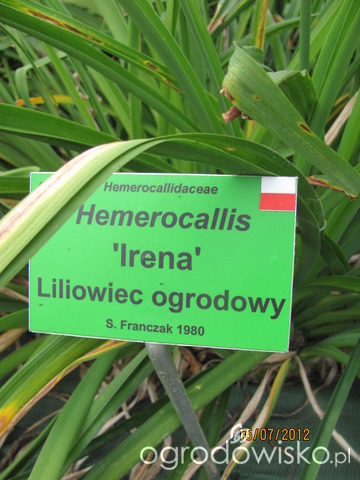 Hemerocallidaceae
Hemerocallis
'Irena'
Liliowiec ogrodowy
S. Franczak 1980
15/07/2012
ogrodowisko.pl